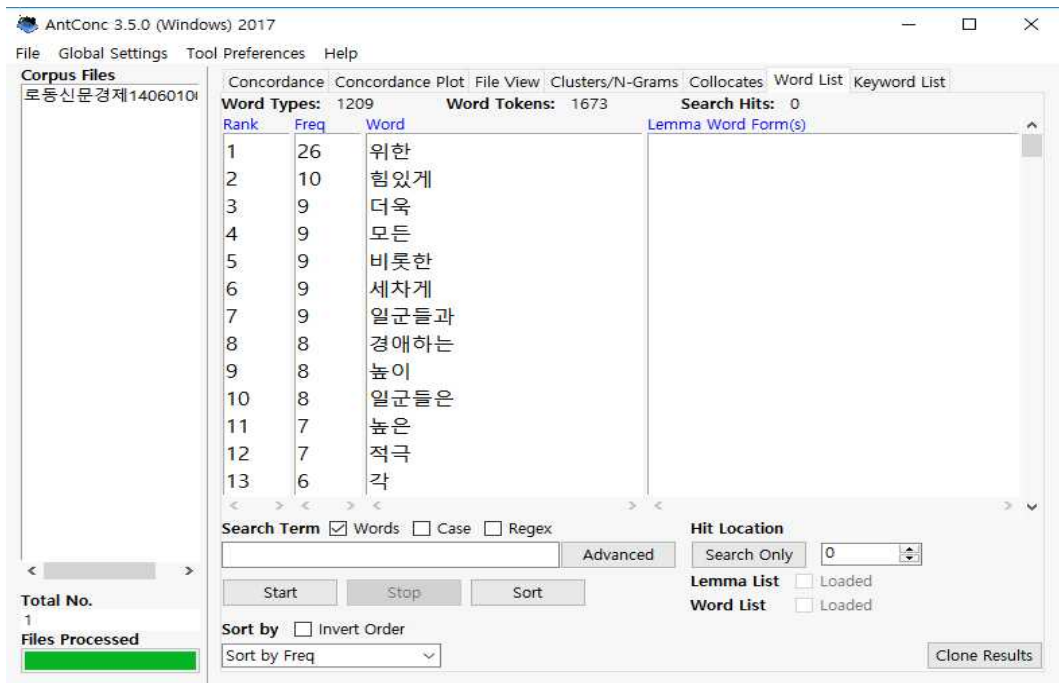 AntConc 3.5.0 (Windows) 2017
File Global Settings Tool Preferences Help
Corpus Files
로동신문경제1406010
Concordance Concordance Plot File View Clusters/N-Grams Collocates Word List Keyword List
Word Types: 1209 Word Tokens: 1673 Search Hits: 0
Rank Freq Word Lemma Word Form(s)
1 26 위한
2 10 힘있게
3 9 더욱
4 9 모든
5 9 비롯한
6 9 세차게
7 9 일군들과
8 8 경애하는
9 8 높이
10 8 일군들은
11 7 높은
12 7 적극
13 6 각
Search Term Words Case Regex Hit Location
Advanced Search Only 0
Start Stop Sort Lemma List Loaded
Word List Loaded
Total No.
1
Files Processed
Sort by Invert Order
Sort by Freq Clone Results